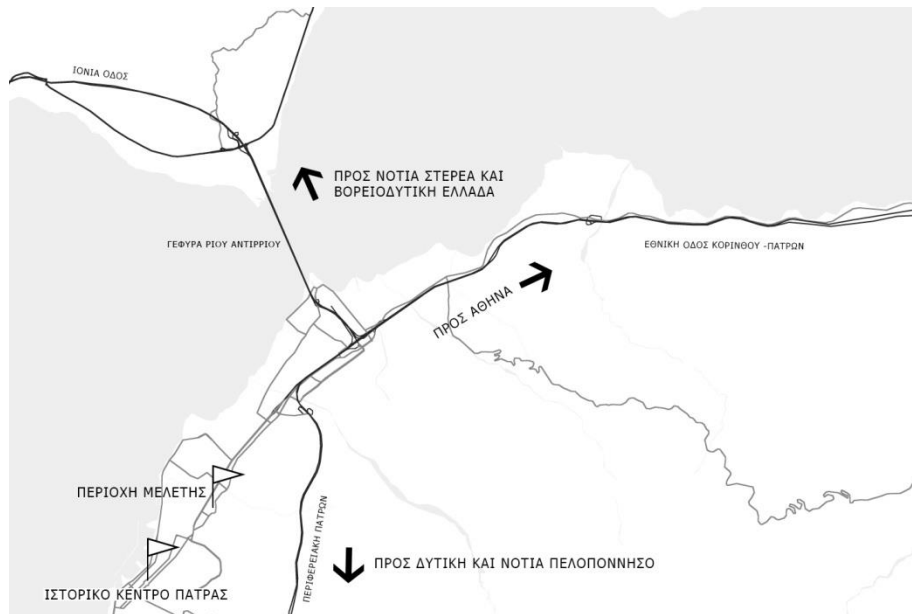 ΙΟΝΙΑ ΟΔΟΣ
ΠΡΟΣ ΝΟΤΙΑ ΣΤΕΡΕΑ ΚΑΙ
ΒΟΡΕΙΟΔΥΤΙΚΗ ΕΛΛΑΔΑ
ΓΕΦΥΡΑ ΡΙΟΥ ΑΝΤΙΡΡΙΟΥ
ΕΘΝΙΚΗ ΟΔΟΣ ΚΟΡΙΝΘΟΥ -ΠΑΤΡΩΝ
ΠΡΟΣ ΑΘΗΝΑ
ΠΕΡΙΟΧΗ ΜΕΛΕΤΗΣ
ΠΕΡΙΦΕΡΕΙΑΚΗ ΠΑΤΡΩΝ
ΠΡΟΣ ΔΥΤΙΚΗ ΚΑΙ ΝΟΤΙΑ ΠΕΛΟΠΟΝΝΗΣΟ
ΙΣΤΟΡΙΚΟ ΚΕΝΤΡΟ ΠΑΤΡΑΣ